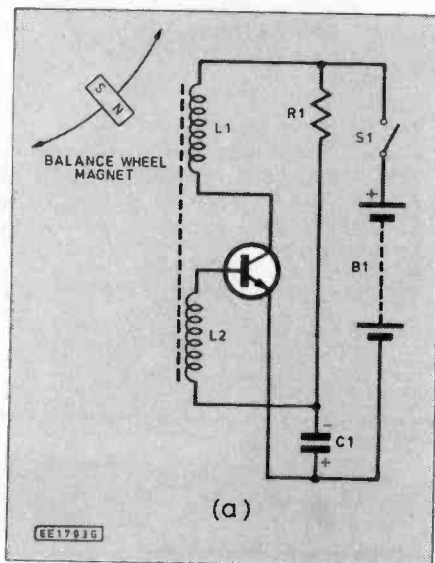 S N
BALANCE WHEEL
MAGNET
L1
R1
S1
+
B1
L2
-
C1
+
(a)
EE1793G